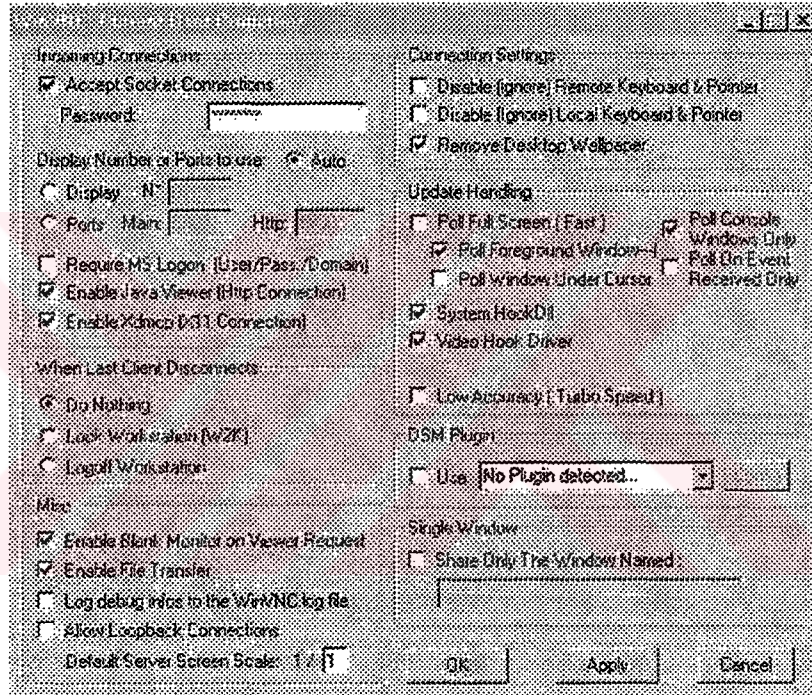 Incoming Connections
Accept Socket Connections
Password: ********
Display Number or Ports to use: Auto
Display N°
Ports Main: Http:
Require MS Logon (User/Pass./Domain)
Enable Java Viewer (Http Connection)
Enable Xdmcp (X11 Connection)
When Last Client Disconnects
Do Nothing
Lock Workstation (W2K)
Logoff Workstation
Misc
Enable Blank Monitor on Viewer Request
Enable File Transfer
Log debug infos to the WinVNC.log file
Allow Loopback Connections
Default Server Screen Scale: 1 / 1
Connection Settings
Disable (Ignore) Remote Keyboard & Pointer
Disable (Ignore) Local Keyboard & Pointer
Remove Desktop Wallpaper
Update Handling
Poll Full Screen ( Fast )
Poll Foreground Window
Poll Window Under Cursor
Poll Console
Windows Only
Poll On Event
Received Only
System HookDll
Video Hook Driver
Low Accuracy ( Turbo Speed )
DSM Plugin
Use: No Plugin detected...
Single Window
Share Only The Window Named :
OK Apply Cancel